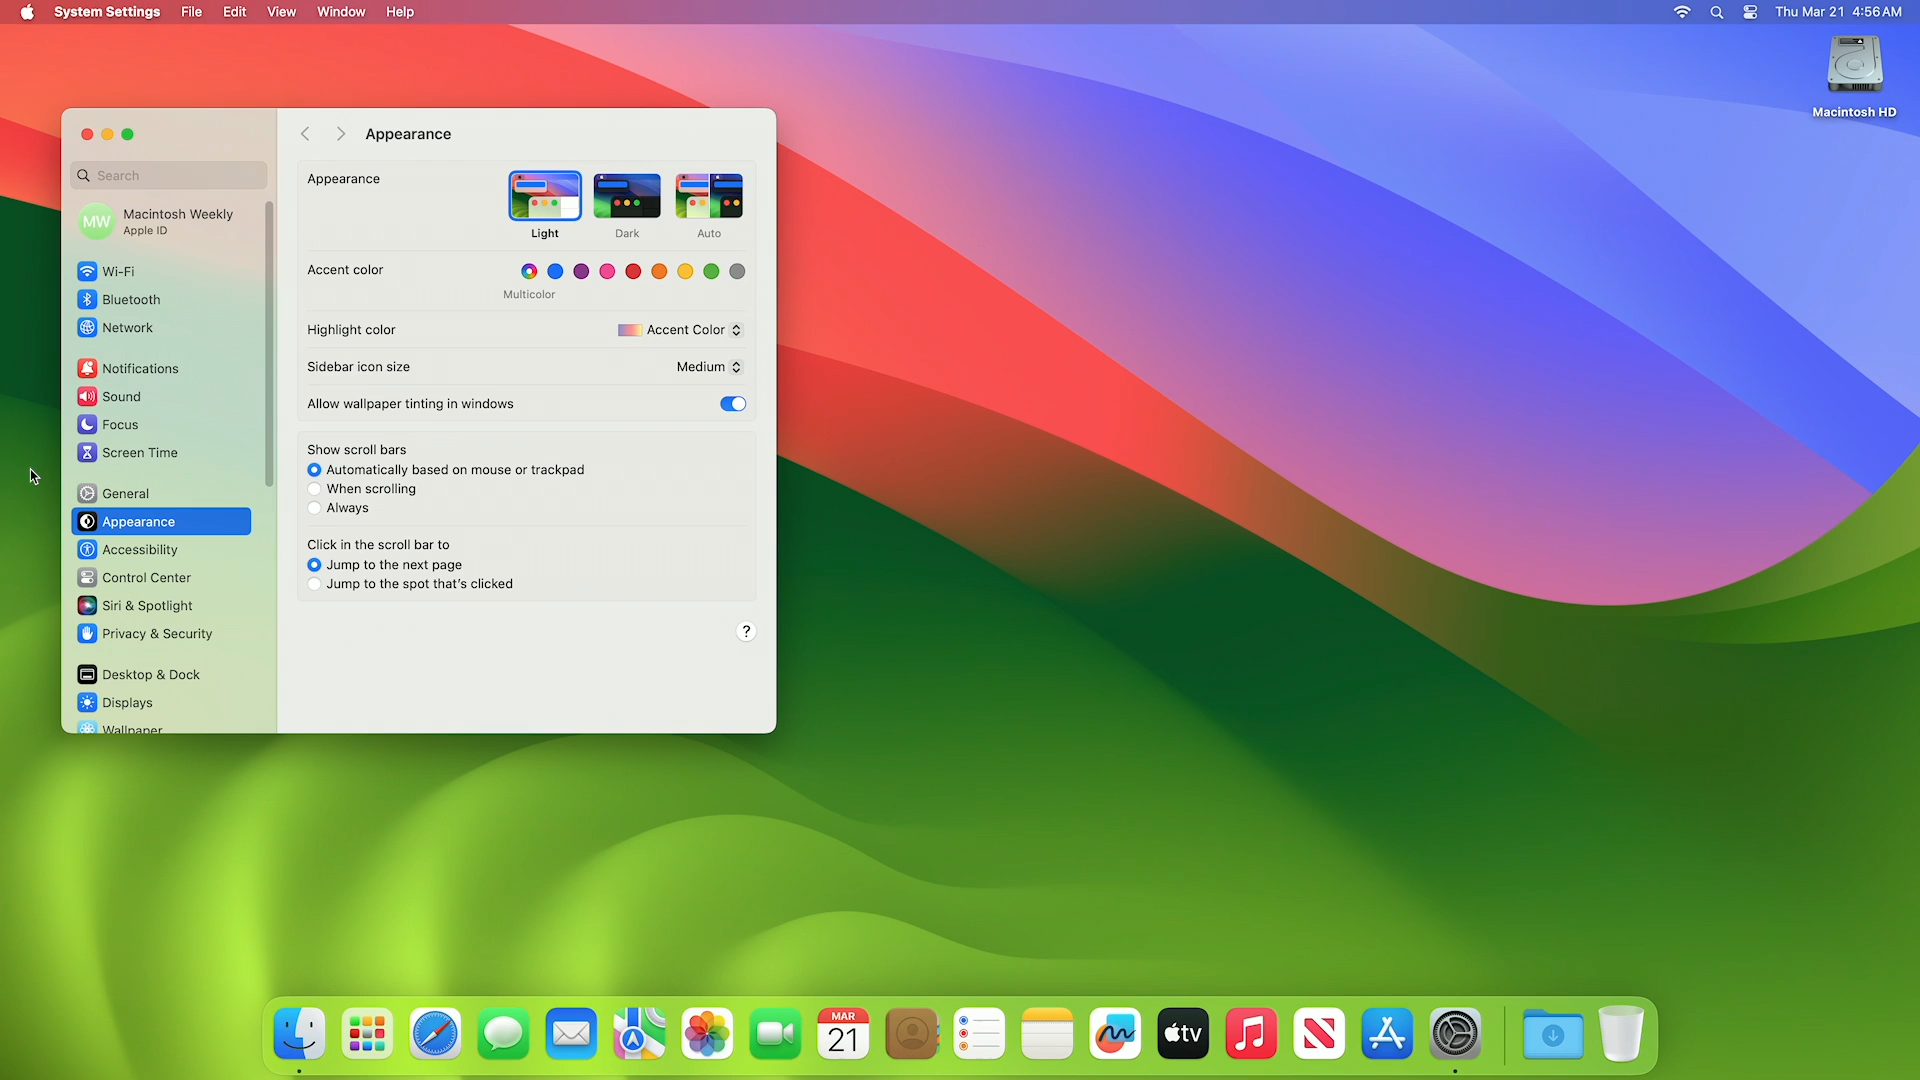 System Settings File Edit View Window Help Thu Mar 21 4:56 AM
Macintosh HD
Appearance
Search
MW
Macintosh Weekly
Apple ID
Wi-Fi
Bluetooth
Network
Notifications
Sound
Focus
Screen Time
General
Appearance
Accessibility
Control Center
Siri & Spotlight
Privacy & Security
Desktop & Dock
Displays
Wallpaper
Appearance
Light Dark Auto
Accent color
Multicolor
Highlight color Accent Color
Sidebar icon size Medium
Allow wallpaper tinting in windows
Show scroll bars
Automatically based on mouse or trackpad
When scrolling
Always
Click in the scroll bar to
Jump to the next page
Jump to the spot that's clicked
?
MAR
21
tv